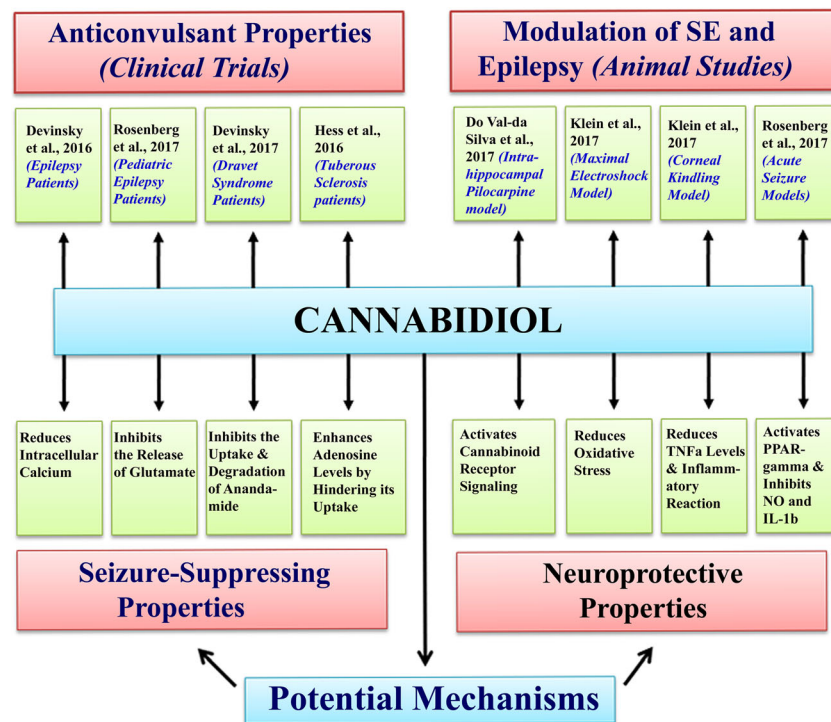 Anticonvulsant Properties
(Clinical Trials)
Modulation of SE and
Epilepsy (Animal Studies)
Devinsky
et al., 2016
(Epilepsy
Patients)
Rosenberg
et al., 2017
(Pediatric
Epilepsy
Patients)
Devinsky
et al., 2017
(Dravet
Syndrome
Patients)
Hess et al.,
2016
(Tuberous
Sclerosis
patients)
Do Val-da
Silva et al.,
2017 (Intra-
hippocampal
Pilocarpine
model)
Klein et al.,
2017
(Maximal
Electroshock
Model)
Klein et al.,
2017
(Corneal
Kindling
Model)
Rosenberg
et al., 2017
(Acute
Seizure
Models)
CANNABIDIOL
Reduces
Intracellular
Calcium
Inhibits
the Release
of Glutamate
Inhibits the
Uptake &
Degradation
of Ananda-
mide
Enhances
Adenosine
Levels by
Hindering its
Uptake
Activates
Cannabinoid
Receptor
Signaling
Reduces
Oxidative
Stress
Reduces
TNFa Levels
& Inflamm-
atory
Reaction
Activates
PPAR-
gamma &
Inhibits
NO and
IL-1b
Seizure-Suppressing
Properties
Neuroprotective
Properties
Potential Mechanisms